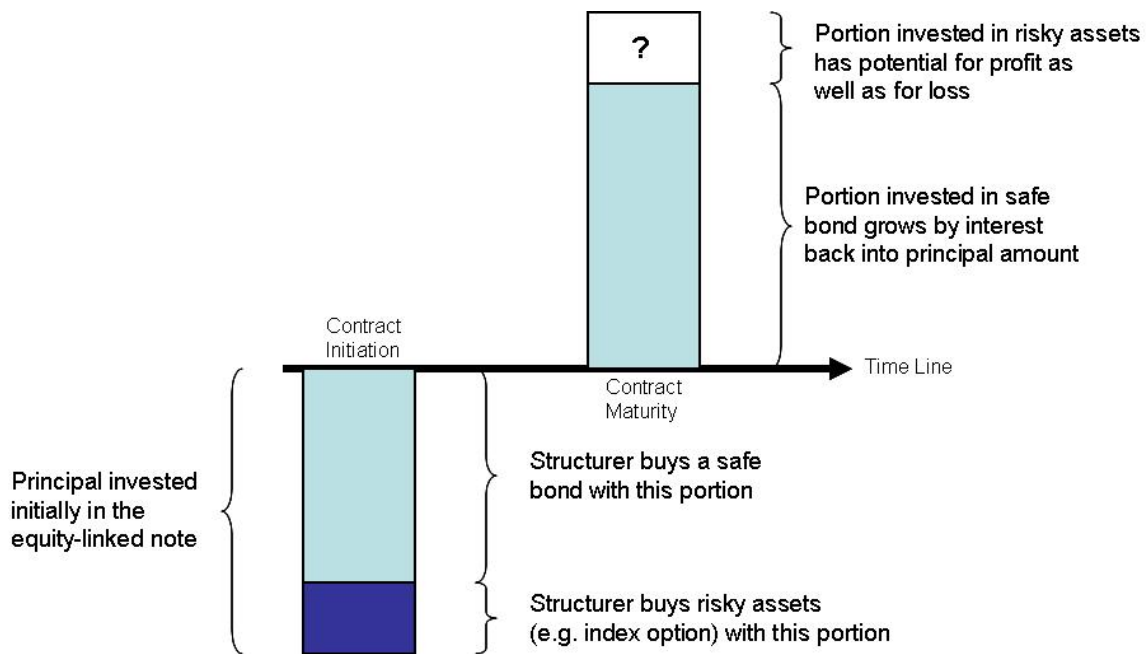 ?
Portion invested in risky assets
has potential for profit as
well as for loss
Portion invested in safe
bond grows by interest
back into principal amount
Contract
Initiation
Time Line
Contract
Maturity
Principal invested
initially in the
equity-linked note
Structurer buys a safe
bond with this portion
Structurer buys risky assets
(e.g. index option) with this portion